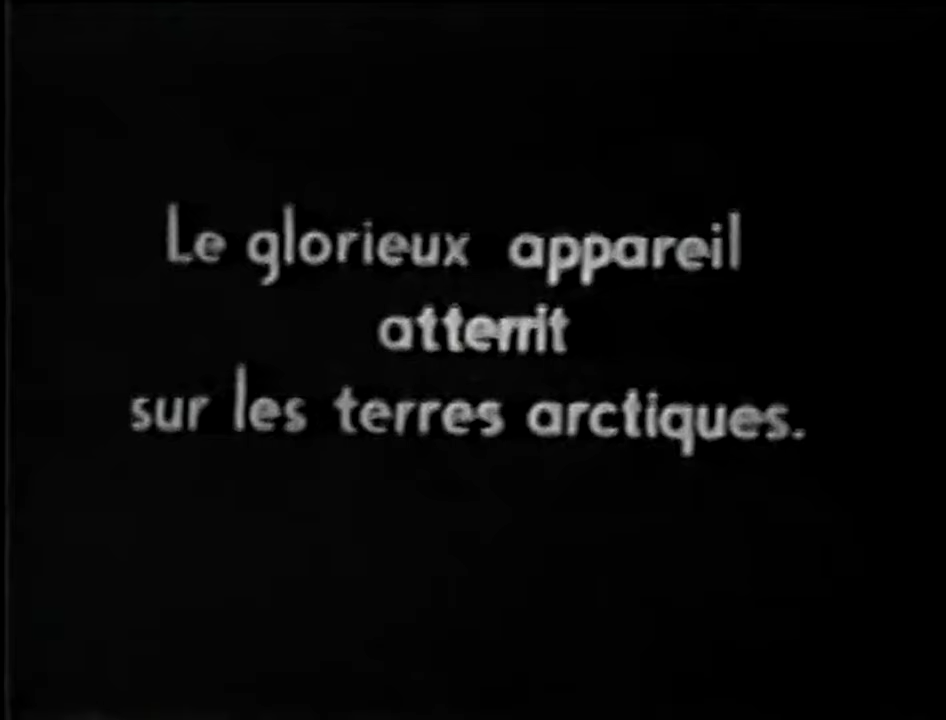 Le glorieux appareil
atterrit
sur les terres arctiques.